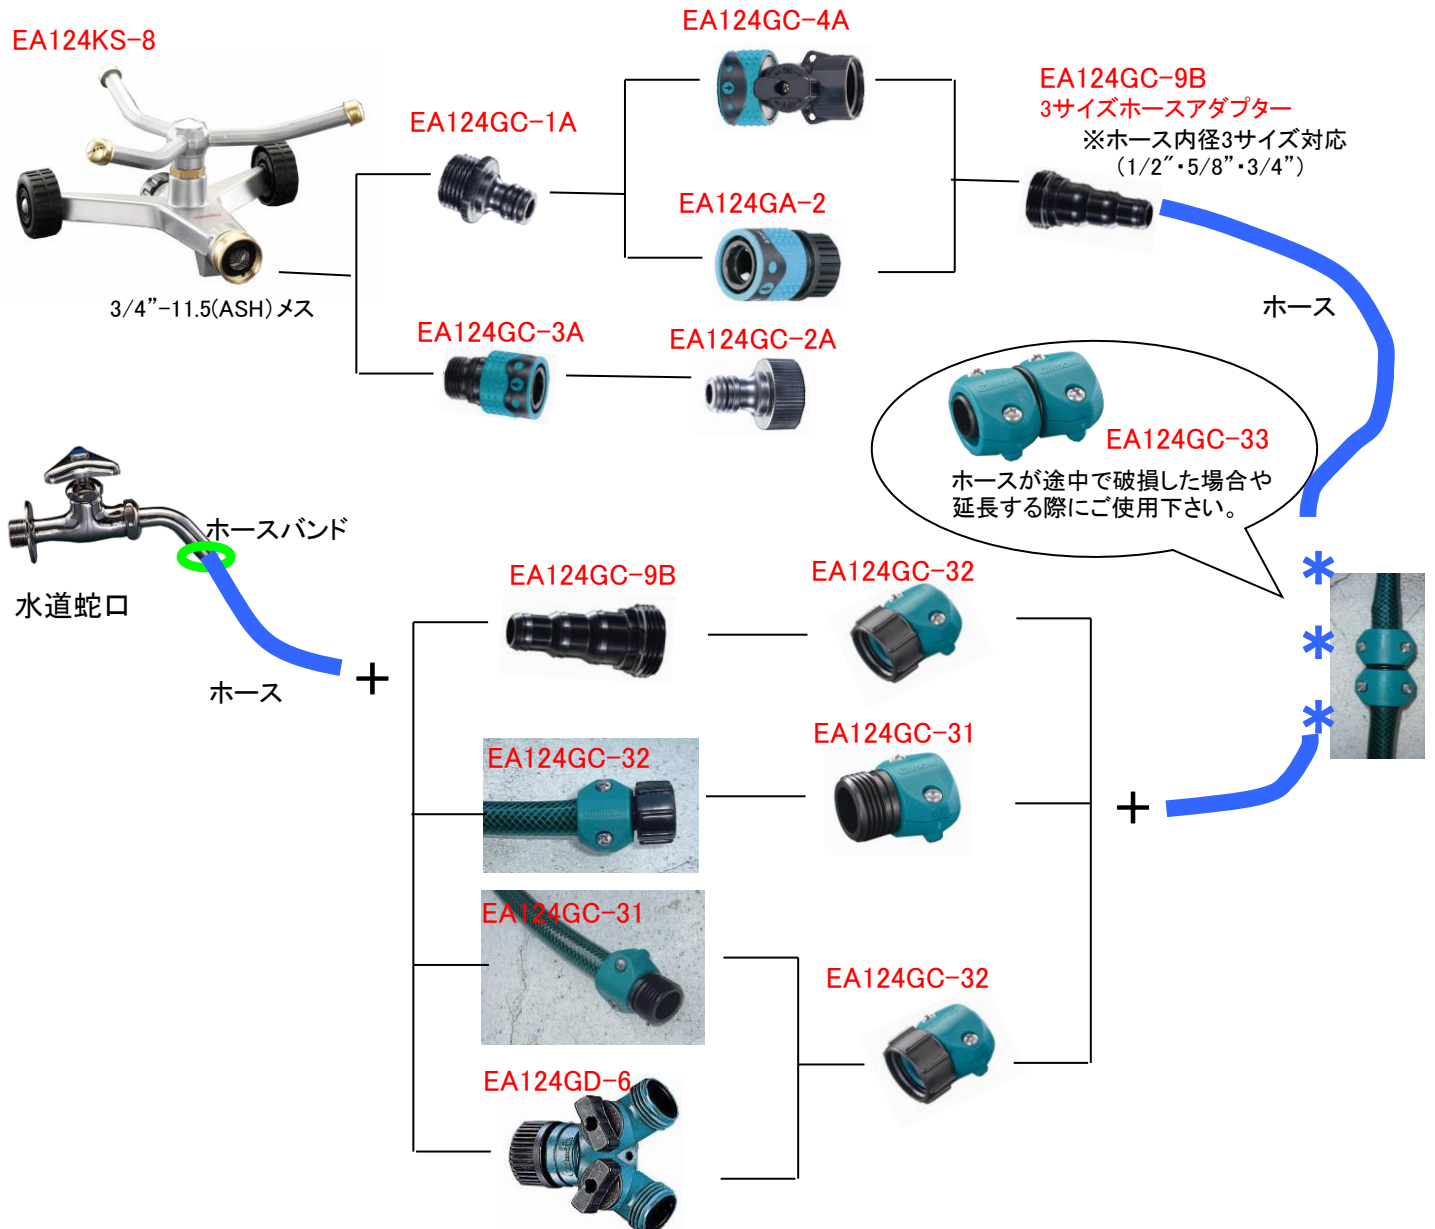 EA124KS-8
EA124GC-4A
EA124GC-9B
3サイズホースアダプター
※ホース内径3サイズ対応
(1/2″・5/8”・3/4”)
EA124GC-1A
EA124GA-2
3/4”-11.5(ASH)メス
ホース
EA124GC-3A
EA124GC-2A
EA124GC-33
ホースが途中で破損した場合や
延長する際にご使用下さい。
ホースバンド
水道蛇口
ホース
+
EA124GC-9B
EA124GC-32
*
*
*
EA124GC-32
EA124GC-31
+
EA124GC-31
EA124GC-32
EA124GD-6